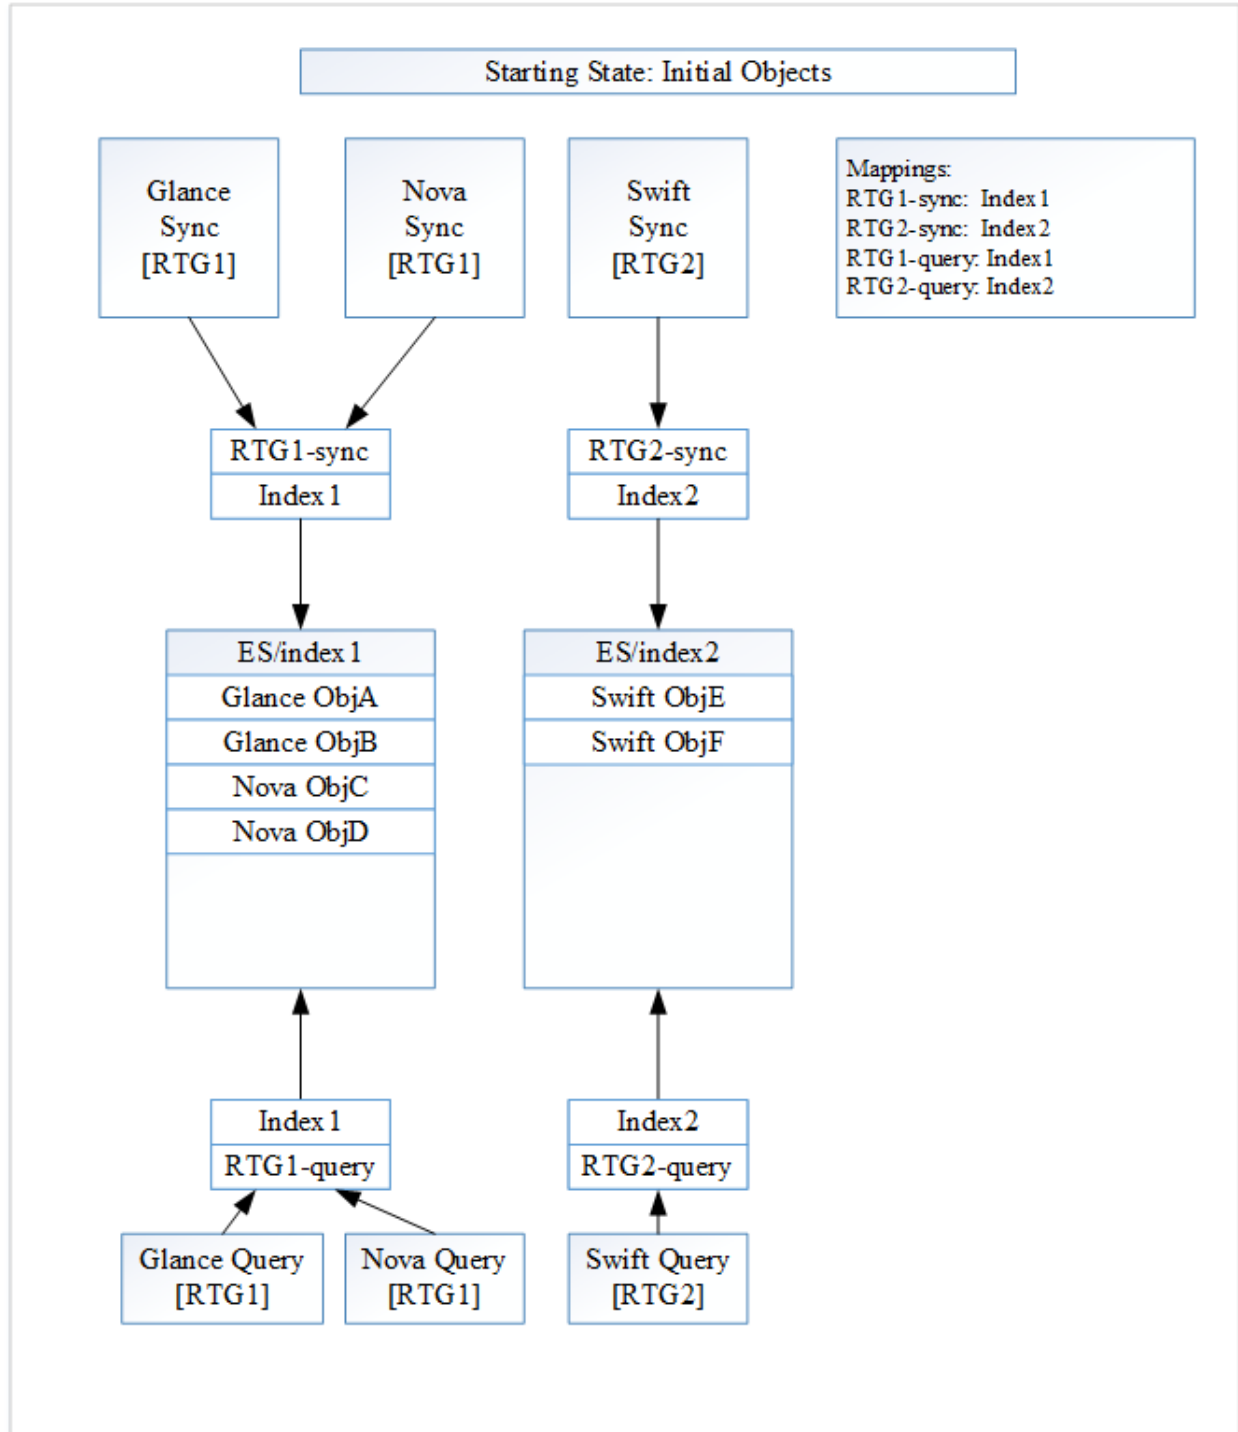 Starting State: Initial Objects
Glance
Sync
[RTG1]
Nova
Sync
[RTG1]
Swift
Sync
[RTG2]
Mappings:
RTG1-sync: Index1
RTG2-sync: Index2
RTG1-query: Index1
RTG2-query: Index2
RTG1-sync
Index1
RTG2-sync
Index2
ES/index1
Glance ObjA
Glance ObjB
Nova ObjC
Nova ObjD
ES/index2
Swift ObjE
Swift ObjF
Index1
RTG1-query
Index2
RTG2-query
Glance Query
[RTG1]
Nova Query
[RTG1]
Swift Query
[RTG2]